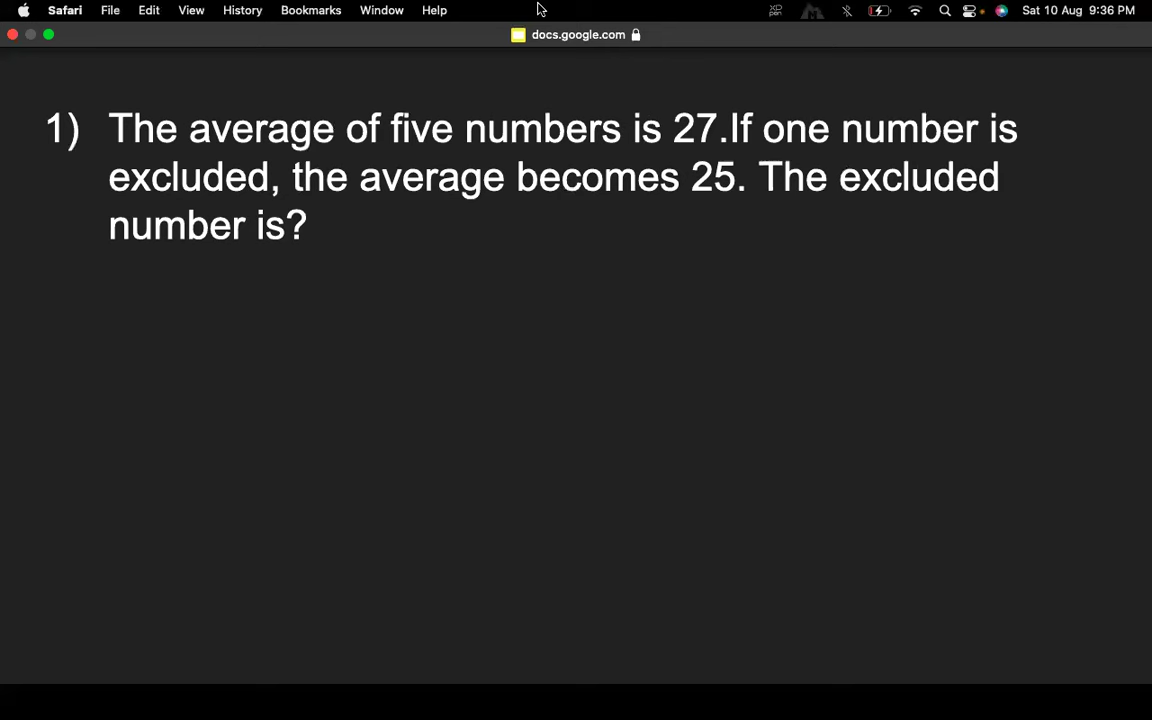 Safari File Edit View History Bookmarks Window Help XD pen Sat 10 Aug 9:36 PM
docs.google.com
1) The average of five numbers is 27.If one number is
excluded, the average becomes 25. The excluded
number is?